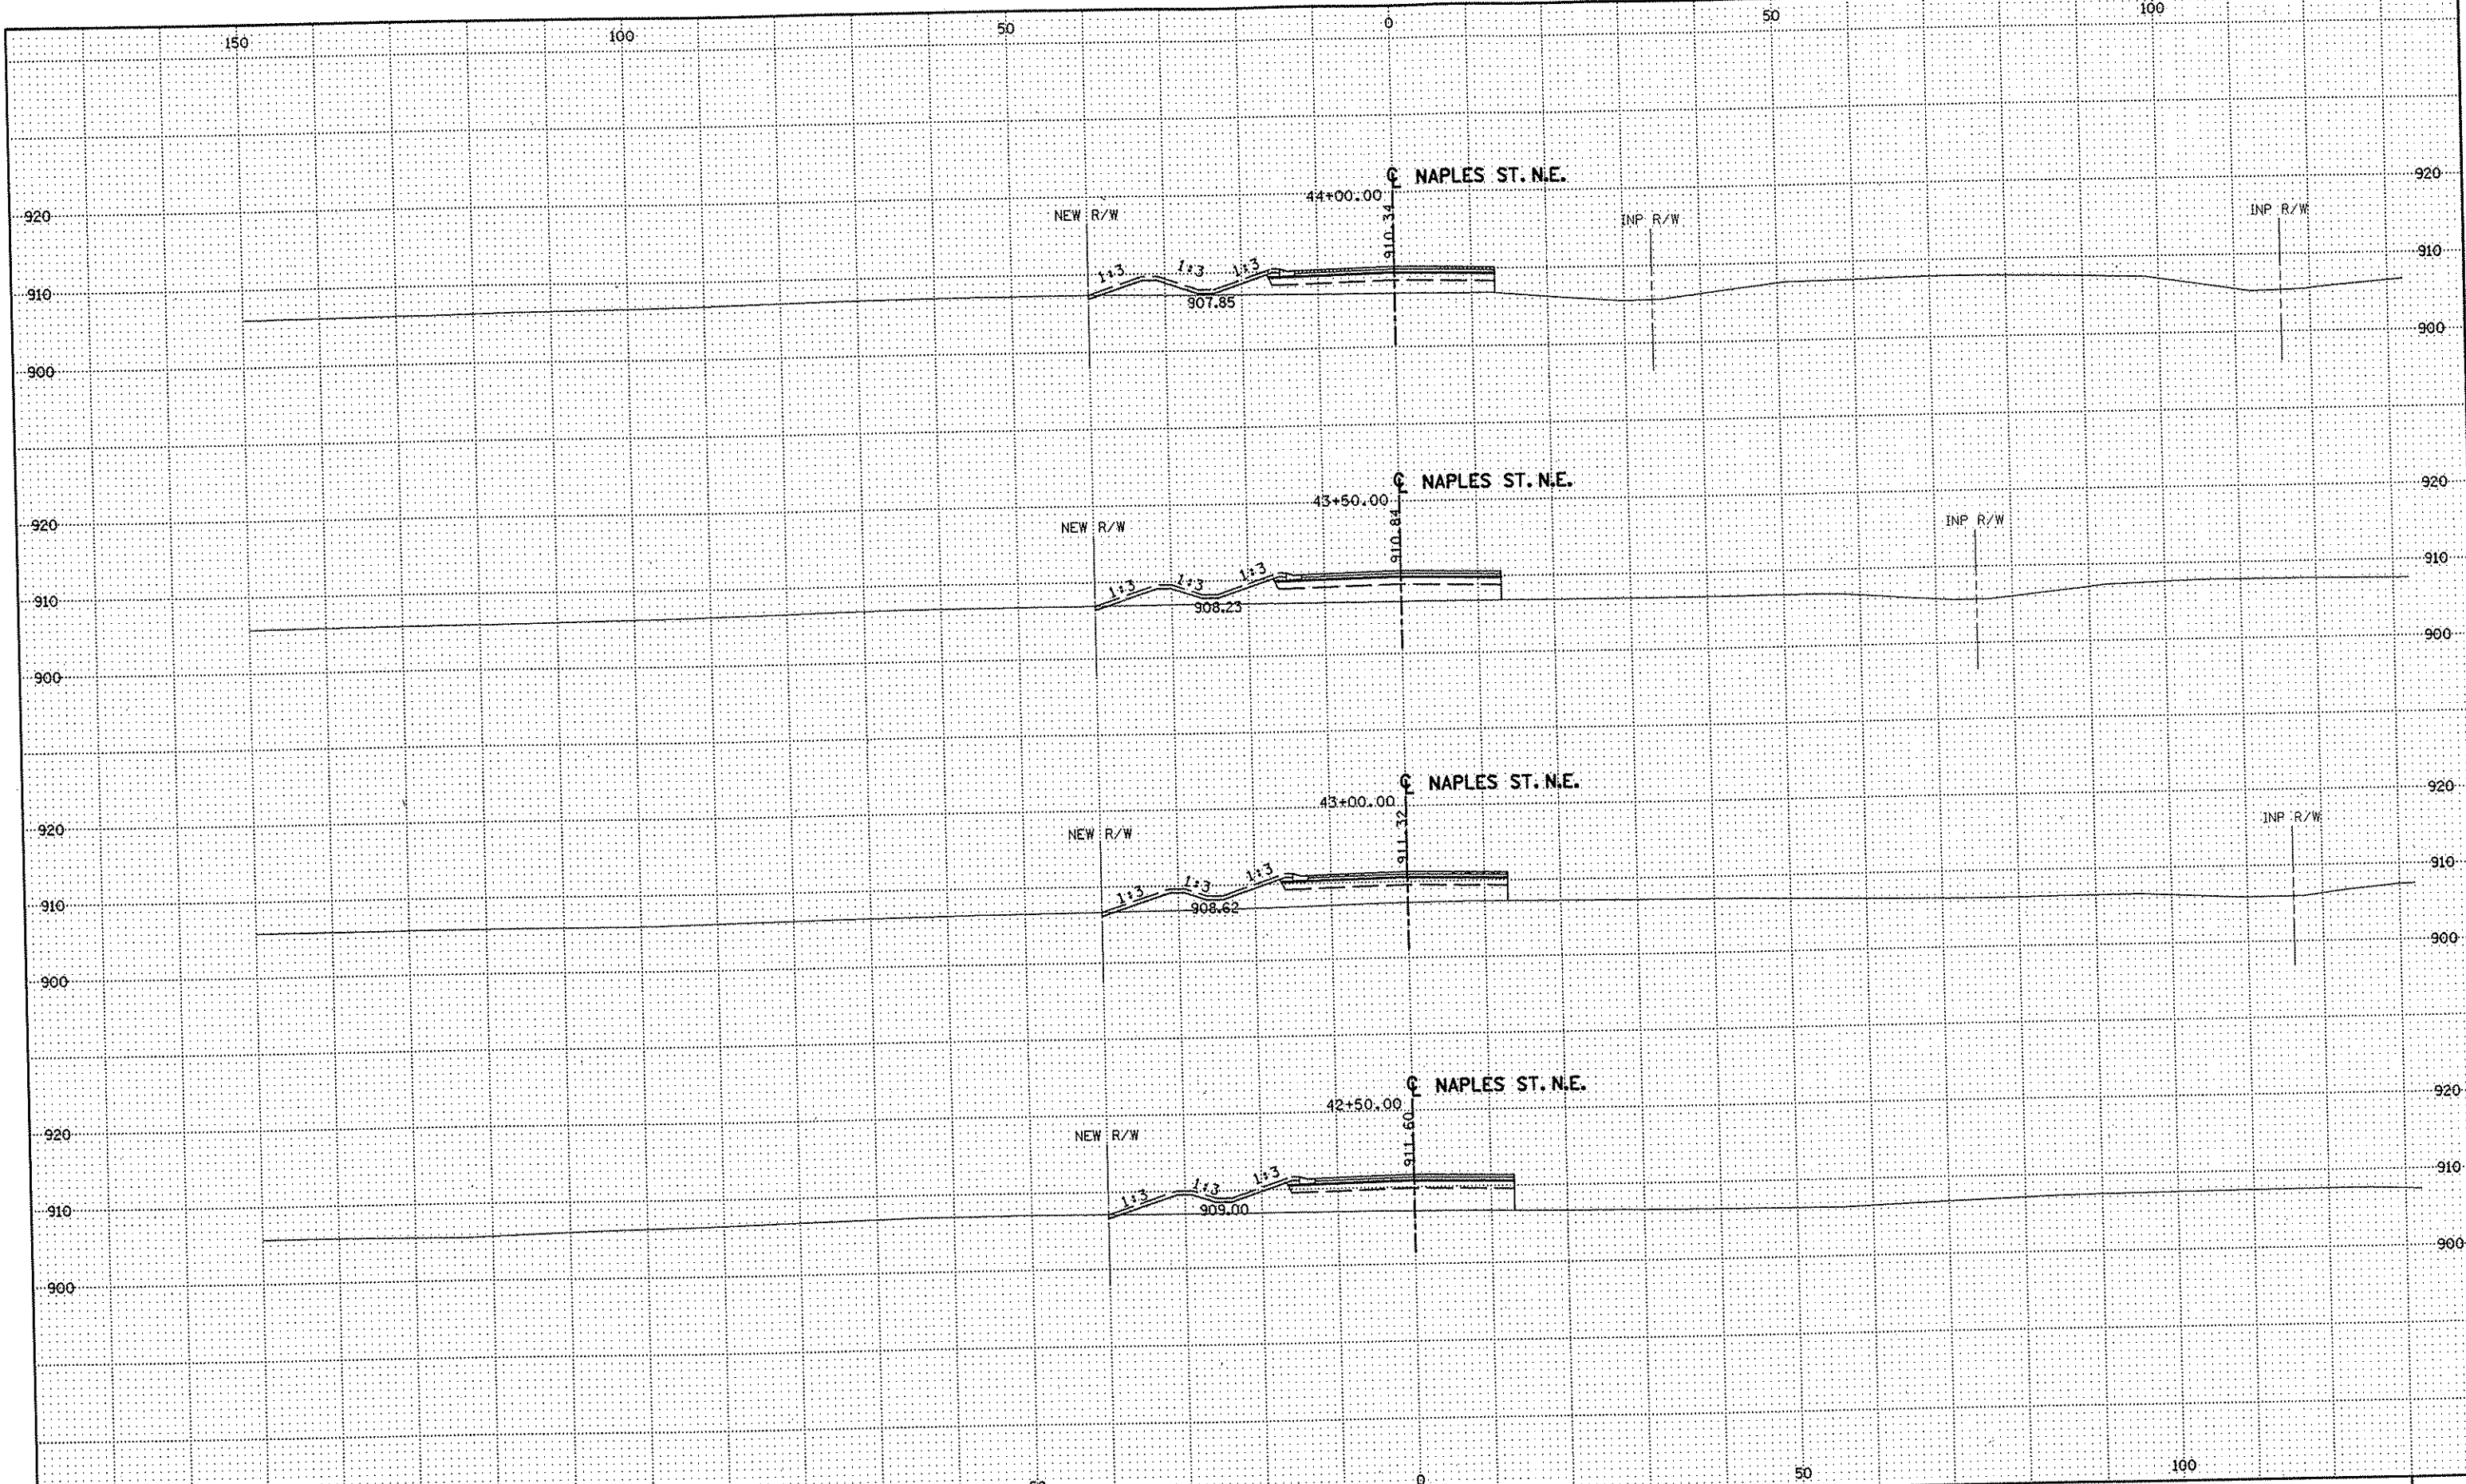 150 100 50 0 50 100
℄ NAPLES ST. N.E.
44+00.00
910.34
NEW R/W
INP R/W
INP R/W
920 920
1:3 1:3 1:3
910 910
907.85
900 900
℄ NAPLES ST. N.E.
43+50.00
910.84
NEW R/W
INP R/W
920 920
1:3 1:3 1:3
910 910
908.23
900 900
℄ NAPLES ST. N.E.
43+00.00
911.32
NEW R/W
INP R/W
920 920
1:3 1:3 1:3
910 910
908.62
900 900
℄ NAPLES ST. N.E.
42+50.00
911.60
NEW R/W
920 920
1:3 1:3 1:3
910 910
909.00
900 900
0 50 100